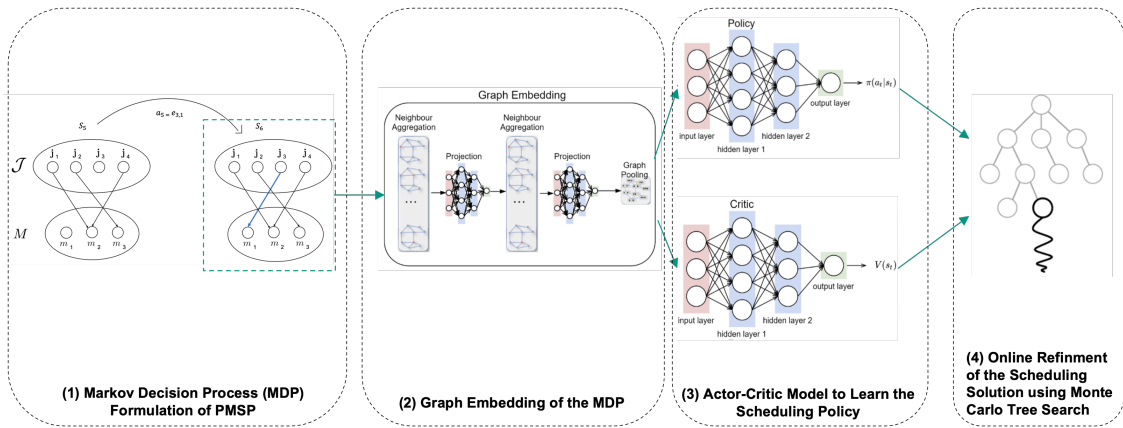 S₅
a₅ = e₃,₁
S₆
𝒥
j₁ j₂ j₃ j₄
j₁ j₂ j₃ j₄
M
m₁ m₂ m₃
m₁ m₂ m₃
(1) Markov Decision Process (MDP)
Formulation of PMSP
Graph Embedding
Neighbour
Aggregation
...
Projection
Neighbour
Aggregation
...
Projection
Graph
Pooling
(2) Graph Embedding of the MDP
Policy
input layer
hidden layer 1
hidden layer 2
output layer
π(aₜ|sₜ)
Critic
input layer
hidden layer 1
hidden layer 2
output layer
V(sₜ)
(3) Actor-Critic Model to Learn the
Scheduling Policy
(4) Online Refinment
of the Scheduling
Solution using Monte
Carlo Tree Search